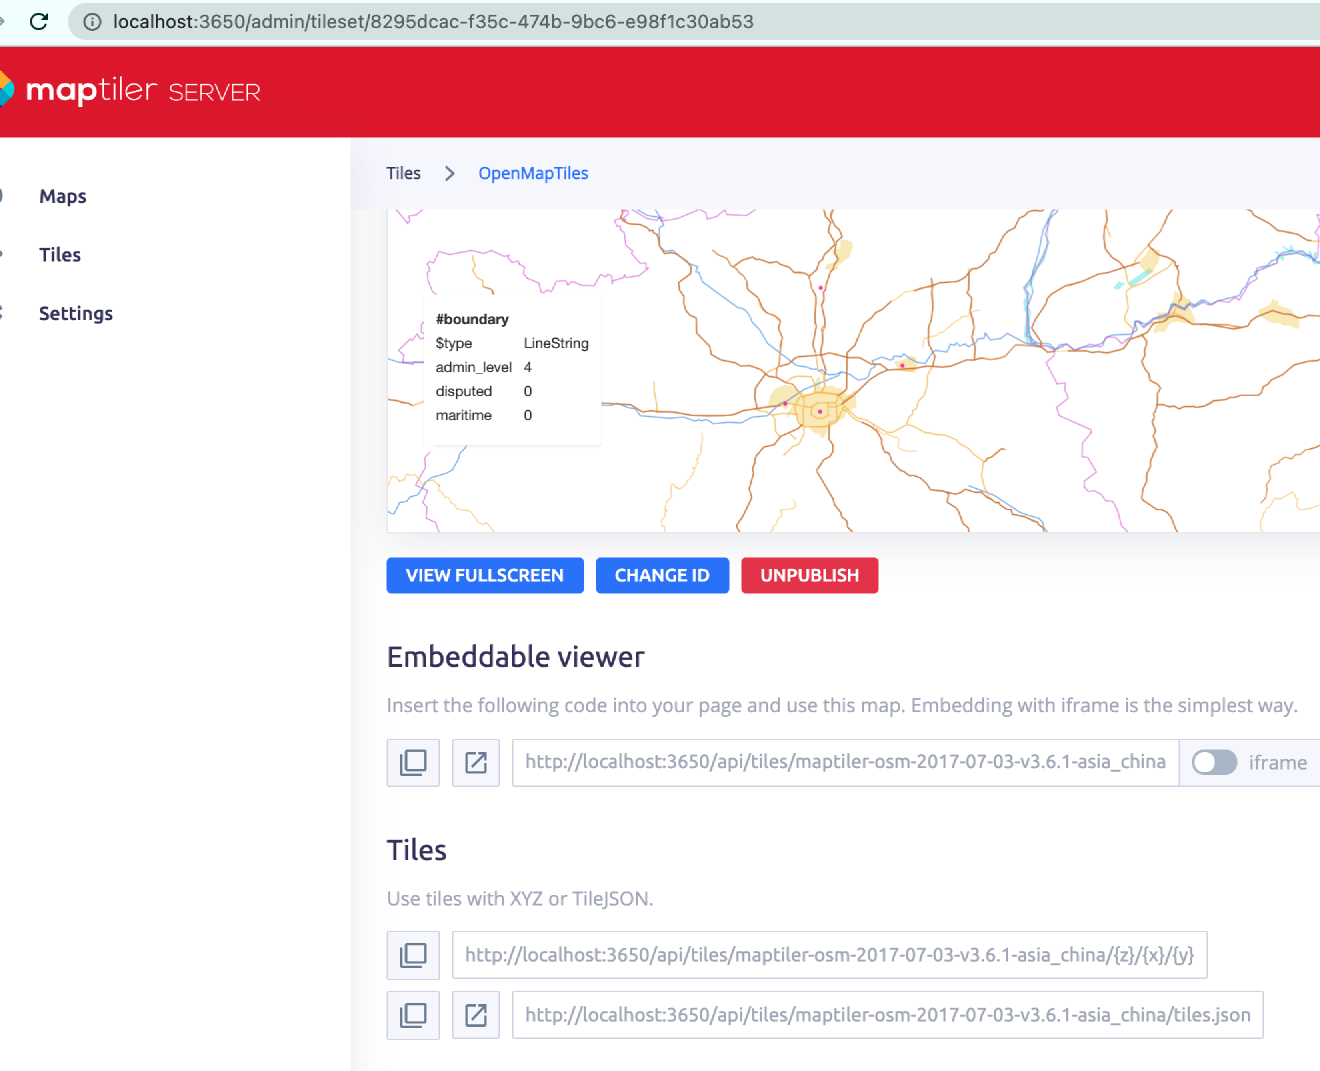 localhost:3650/admin/tileset/8295dcac-f35c-474b-9bc6-e98f1c30ab53
maptiler SERVER
Maps
Tiles
Settings
Tiles > OpenMapTiles
#boundary
$type LineString
admin_level 4
disputed 0
maritime 0
VIEW FULLSCREEN CHANGE ID UNPUBLISH
Embeddable viewer
Insert the following code into your page and use this map. Embedding with iframe is the simplest way.
http://localhost:3650/api/tiles/maptiler-osm-2017-07-03-v3.6.1-asia_china iframe
Tiles
Use tiles with XYZ or TileJSON.
http://localhost:3650/api/tiles/maptiler-osm-2017-07-03-v3.6.1-asia_china/{z}/{x}/{y}
http://localhost:3650/api/tiles/maptiler-osm-2017-07-03-v3.6.1-asia_china/tiles.json